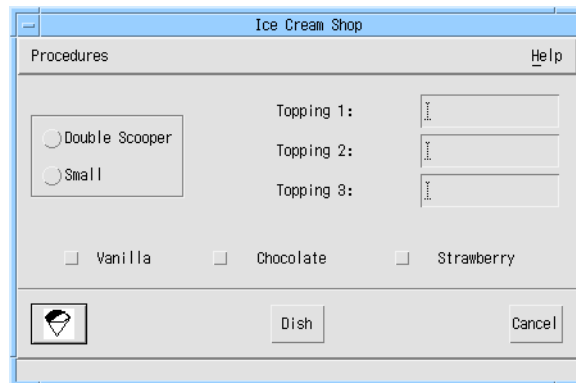 Ice Cream Shop
Procedures Help
Topping 1:
Double Scooper
Topping 2:
Small
Topping 3:
Vanilla Chocolate Strawberry
Dish Cancel